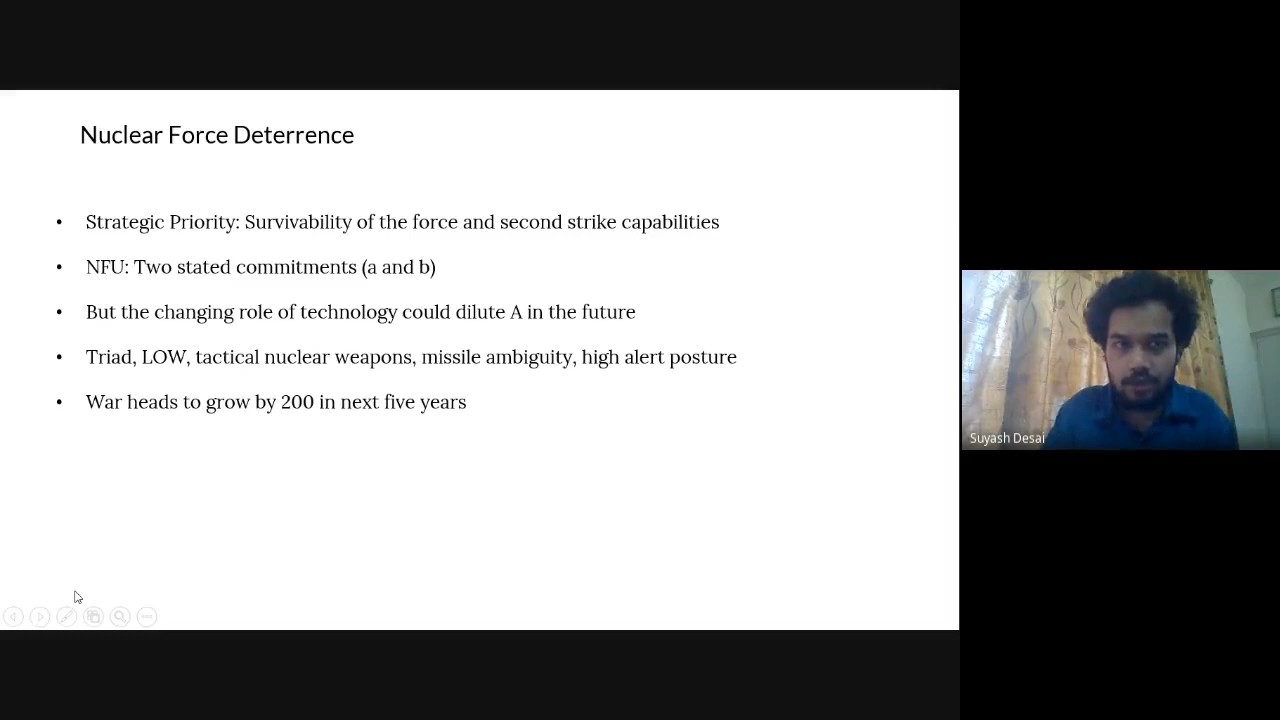 Nuclear Force Deterrence
• Strategic Priority: Survivability of the force and second strike capabilities
• NFU: Two stated commitments (a and b)
• But the changing role of technology could dilute A in the future
• Triad, LOW, tactical nuclear weapons, missile ambiguity, high alert posture
• War heads to grow by 200 in next five years
Suyash Desai